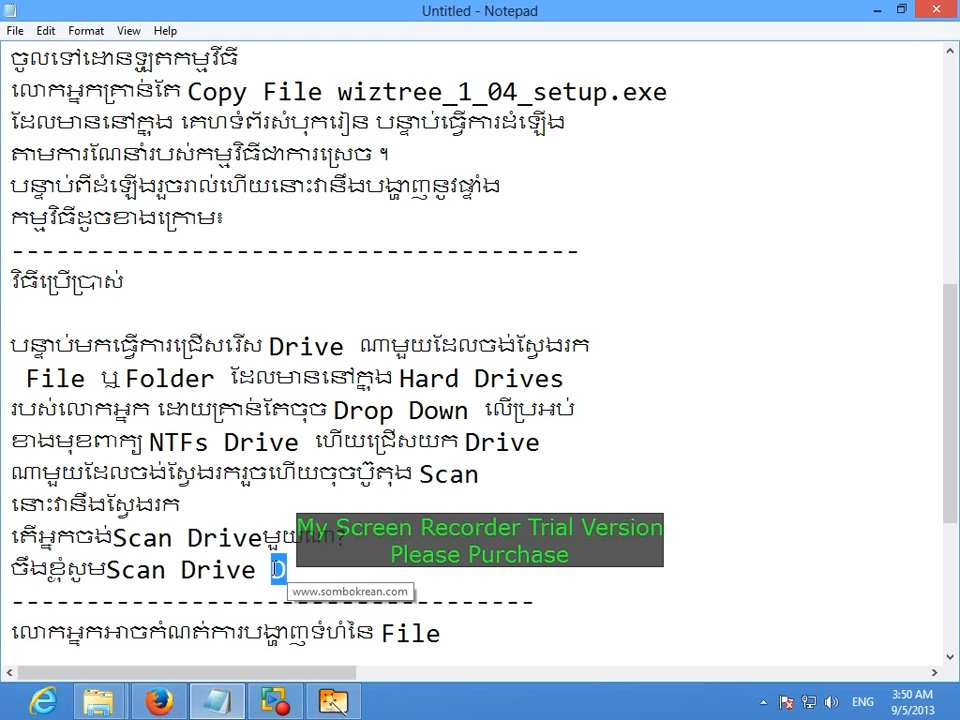 Untitled - Notepad
File Edit Format View Help
ចូលទៅដោនឡូតកម្មវីធី
លោកអ្នកគ្រាន់តែ Copy File wiztree_1_04_setup.exe
ដែលមាននៅក្នុង គេហទំព័រសំបុករៀន បន្ទាប់ធ្វើការដំឡើង
តាមការណែនាំរបស់កម្មវិធីជាការស្រេច ។
បន្ទាប់ពីដំឡើងរួចរាល់ហើយនោះវានឹងបង្ហាញនូវផ្ទាំង
កម្មវិធីដូចខាងក្រោម៖
---------------------------------------
វិធីប្រើប្រាស់
បន្ទាប់មកធ្វើការជ្រើសរើស Drive ណាមួយដែលចង់ស្វែងរក
File ឬ Folder ដែលមាននៅក្នុង Hard Drives
របស់លោកអ្នក ដោយគ្រាន់តែចុច Drop Down លើប្រអប់
ខាងមុខពាក្យ NTFs Drive ហើយជ្រើសយក Drive
ណាមួយដែលចង់ស្វែងរករួចហើយចុចប៊ូតុង Scan
នោះវានឹងស្វែងរក
តើអ្នកចង់Scan Driveមួយណា?
ចឹងខ្ញុំសូមScan Drive D
My Screen Recorder Trial Version
Please Purchase
www.sombokrean.com
------------------------------------
លោកអ្នកអាចកំណត់ការបង្ហាញទំហំនៃ File
ENG
3:50 AM
9/5/2013